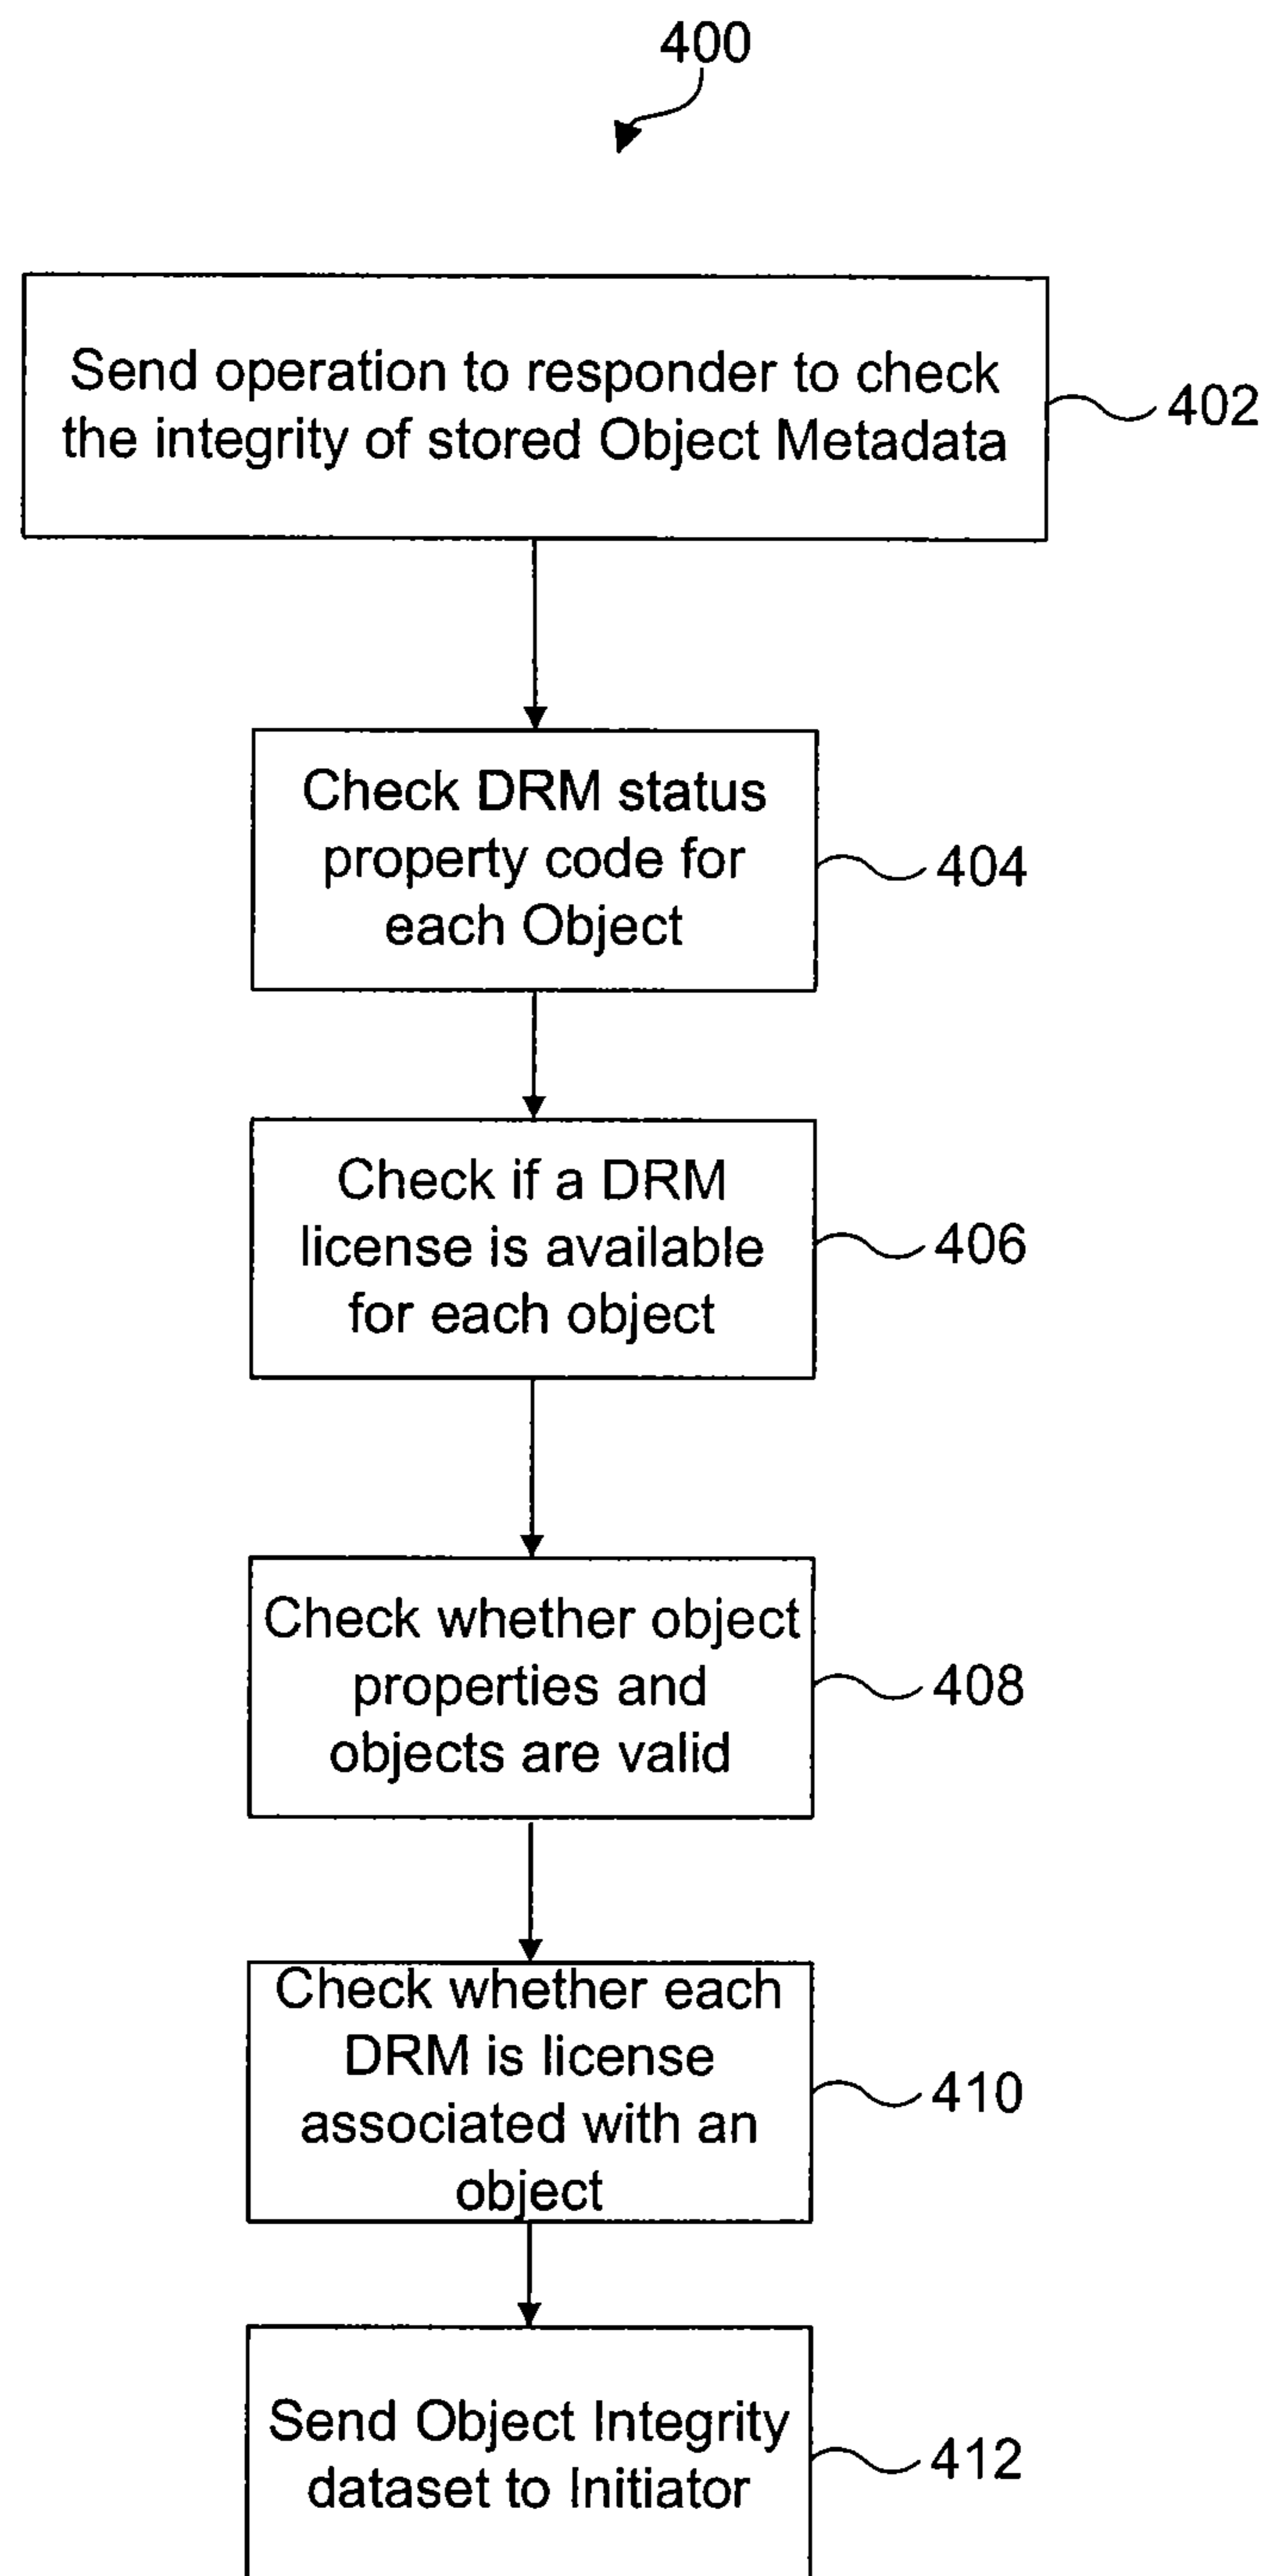 400
Send operation to responder to check
the integrity of stored Object Metadata
402
Check DRM status
property code for
each Object
404
Check if a DRM
license is available
for each object
406
Check whether object
properties and
objects are valid
408
Check whether each
DRM is license
associated with an
object
410
Send Object Integrity
dataset to Initiator
412